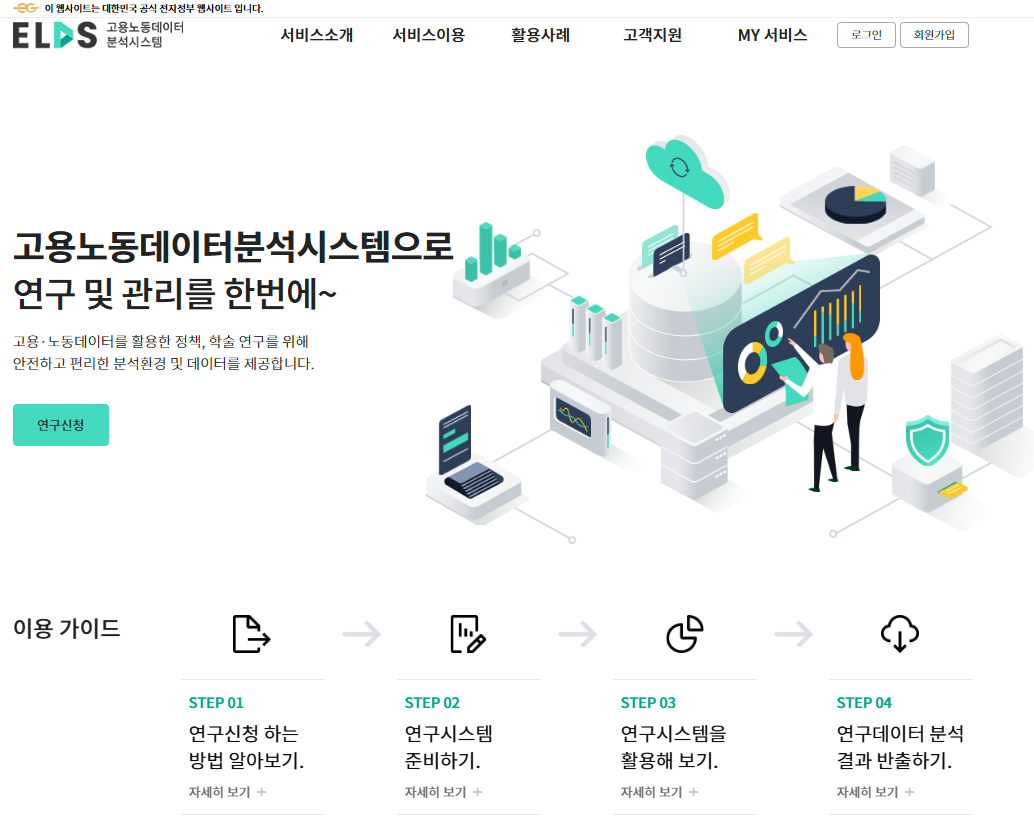 이 웹사이트는 대한민국 공식 전자정부 웹사이트 입니다.
ELDS 고용노동데이터
분석시스템
서비스소개 서비스이용 활용사례 고객지원 MY 서비스 로그인 회원가입
고용노동데이터분석시스템으로
연구 및 관리를 한번에~
고용·노동데이터를 활용한 정책, 학술 연구를 위해
안전하고 편리한 분석환경 및 데이터를 제공합니다.
연구신청
이용 가이드
STEP 01
연구신청 하는
방법 알아보기.
자세히 보기 +
STEP 02
연구시스템
준비하기.
자세히 보기 +
STEP 03
연구시스템을
활용해 보기.
자세히 보기 +
STEP 04
연구데이터 분석
결과 반출하기.
자세히 보기 +